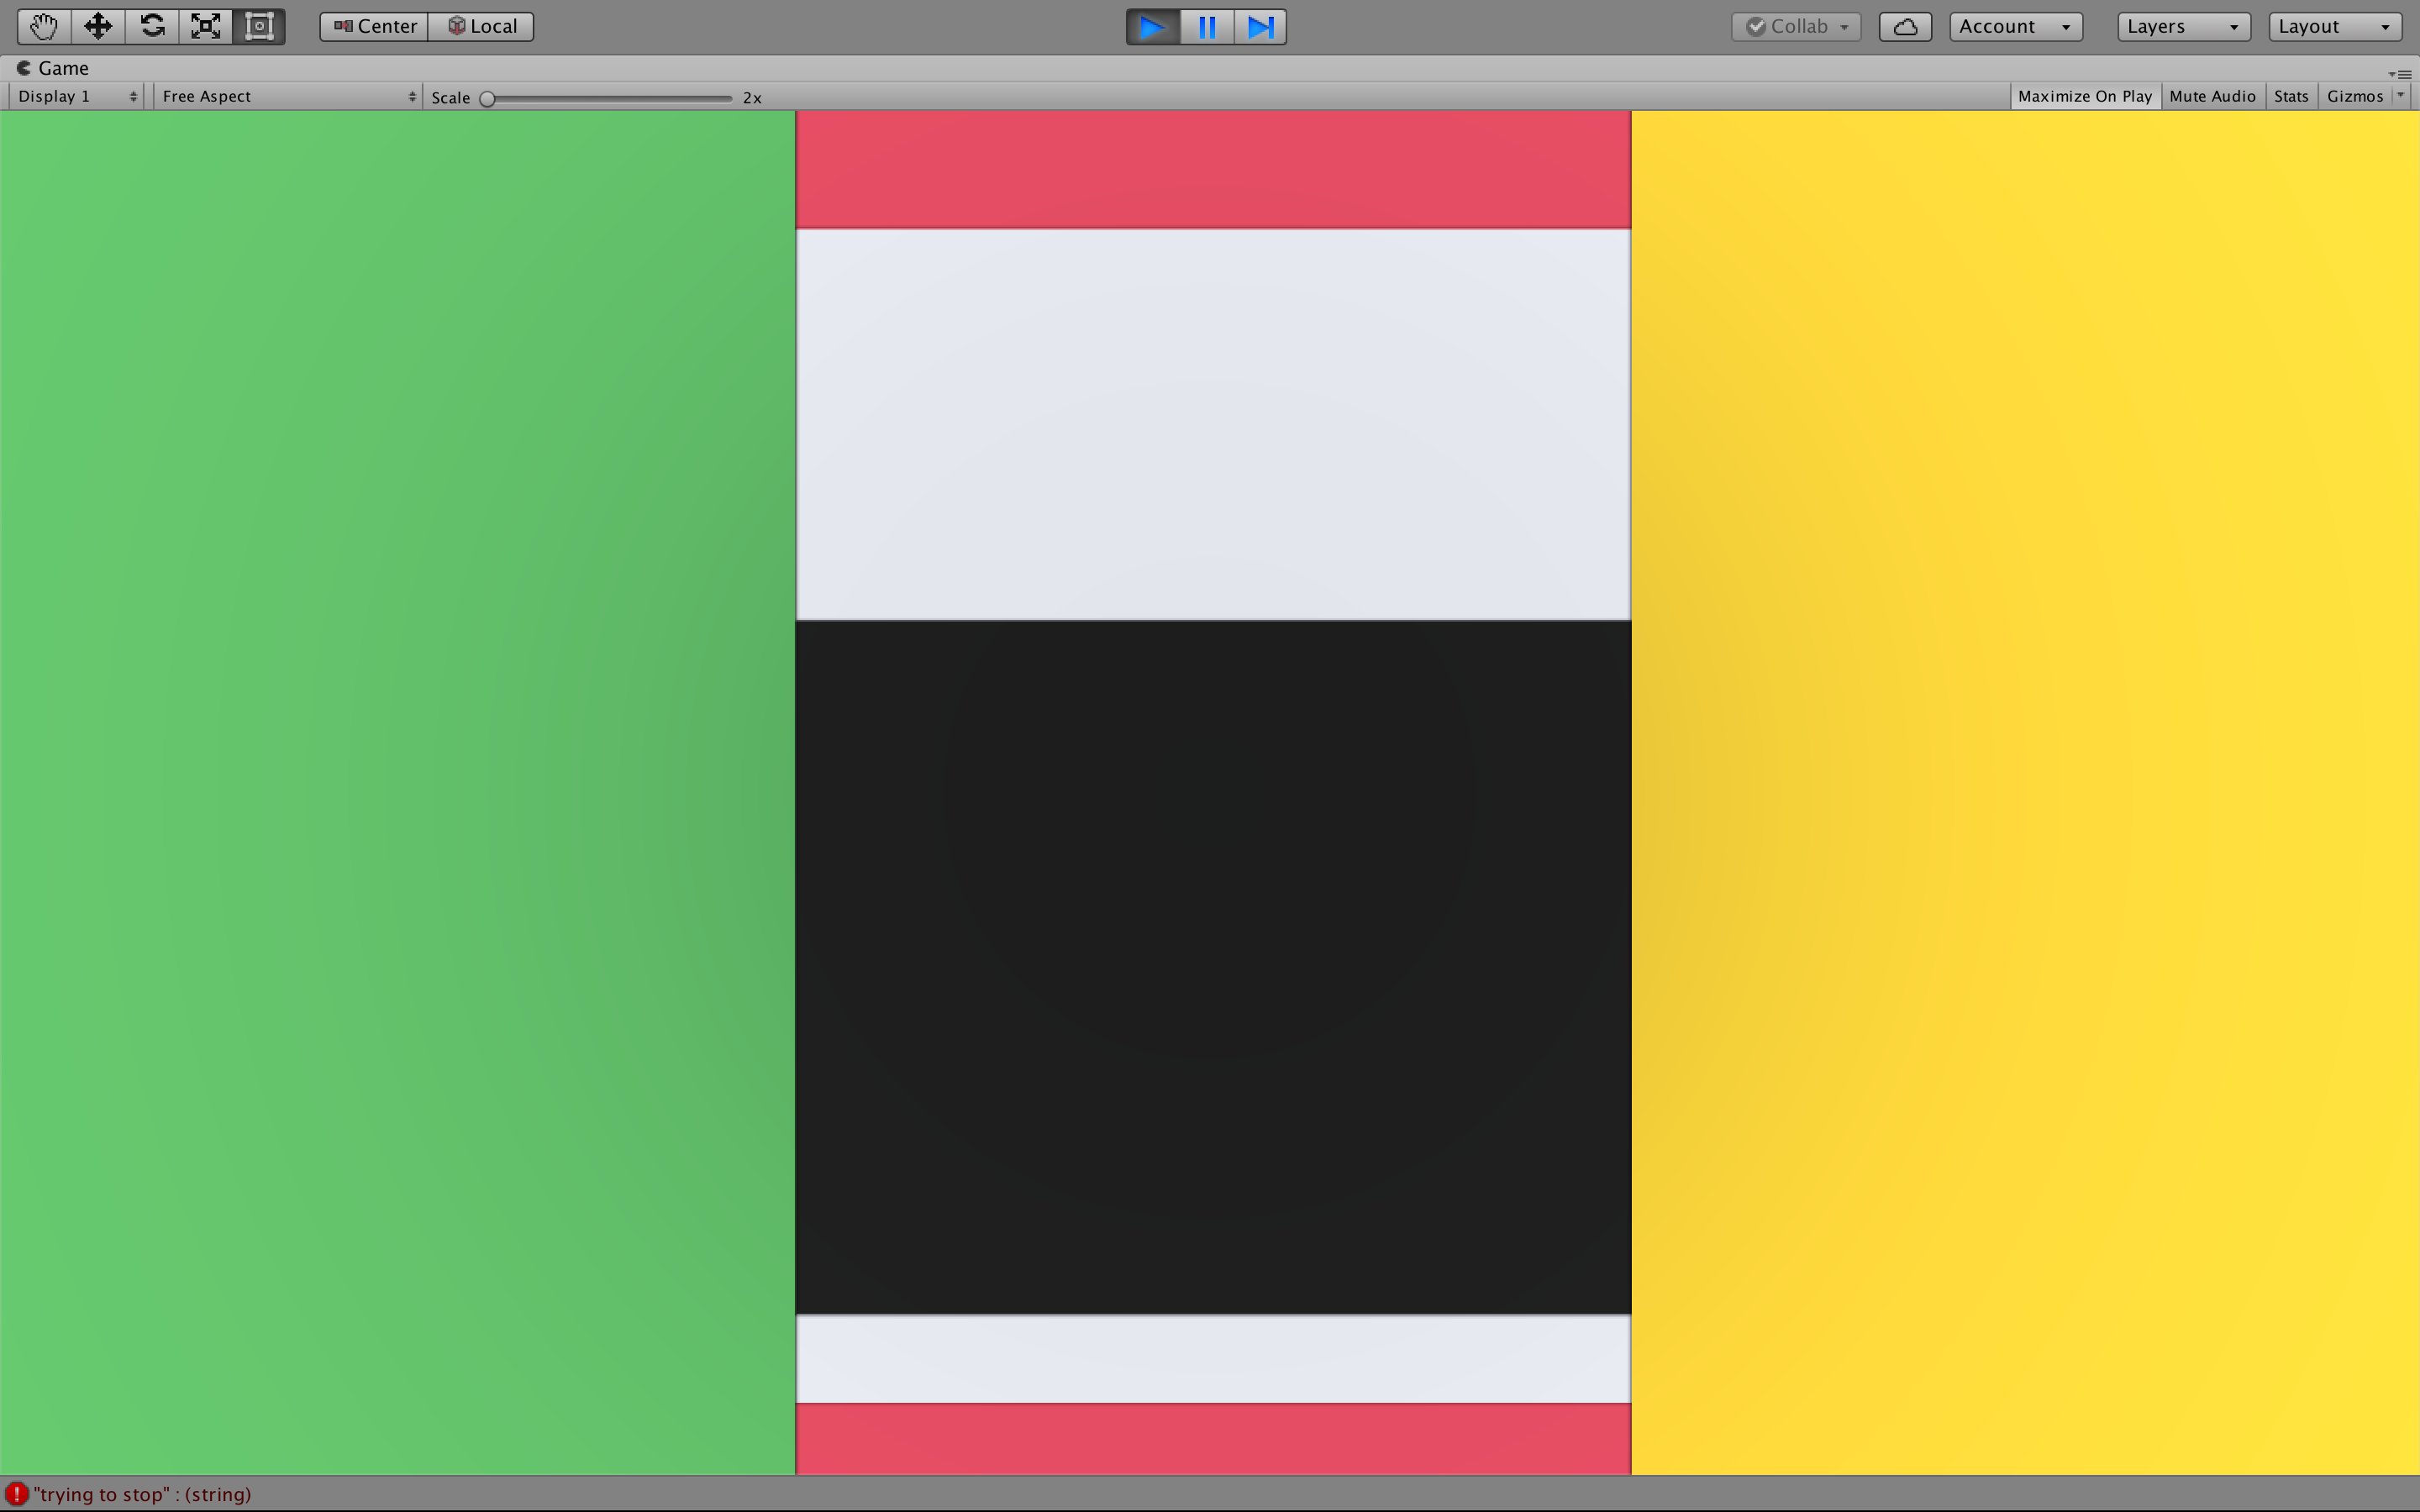 Center Local Collab Account Layers Layout
Game
Display 1 Free Aspect Scale 2x Maximize On Play Mute Audio Stats Gizmos
"trying to stop" : (string)